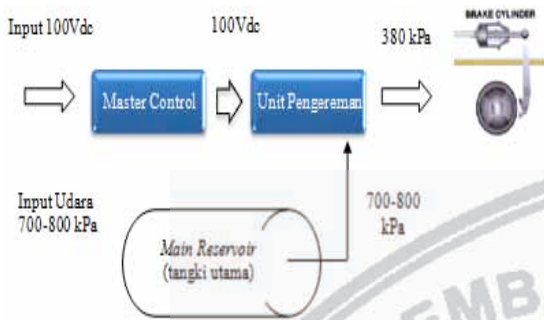 BRAKE CYLINDER
Input 100Vdc
100Vdc
380 kPa
Master Control
Unit Pengereman
Input Udara
700-800 kPa
Main Reservoir
(tangki utama)
700-800
kPa
EMB